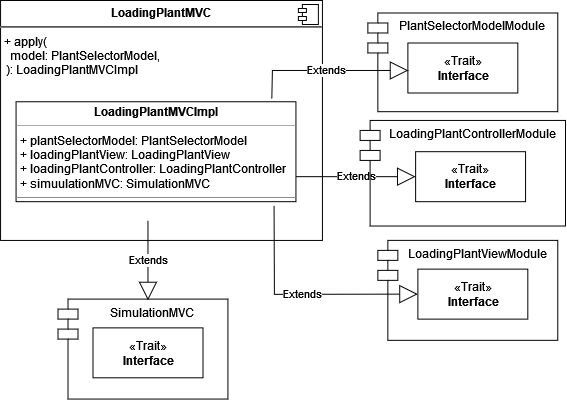 LoadingPlantMVC
+ apply(
model: PlantSelectorModel,
): LoadingPlantMVCImpl
LoadingPlantMVCImpl
+ plantSelectorModel: PlantSelectorModel
+ loadingPlantView: LoadingPlantView
+ loadingPlantController: LoadingPlantController
+ simuulationMVC: SimulationMVC
Extends
PlantSelectorModelModule
«Trait»
Interface
Extends
LoadingPlantControllerModule
«Trait»
Interface
Extends
LoadingPlantViewModule
«Trait»
Interface
Extends
SimulationMVC
«Trait»
Interface